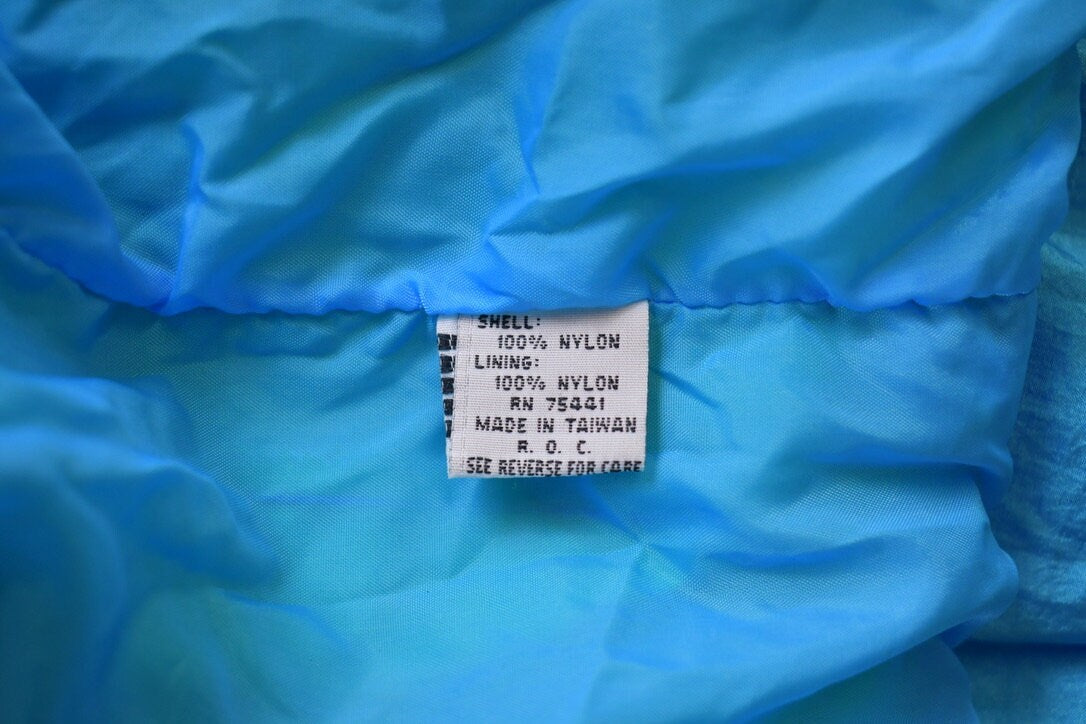 SHELL:
100% NYLON
LINING:
100% NYLON
RN 75441
MADE IN TAIWAN
R. O. C.
SEE REVERSE FOR CARE